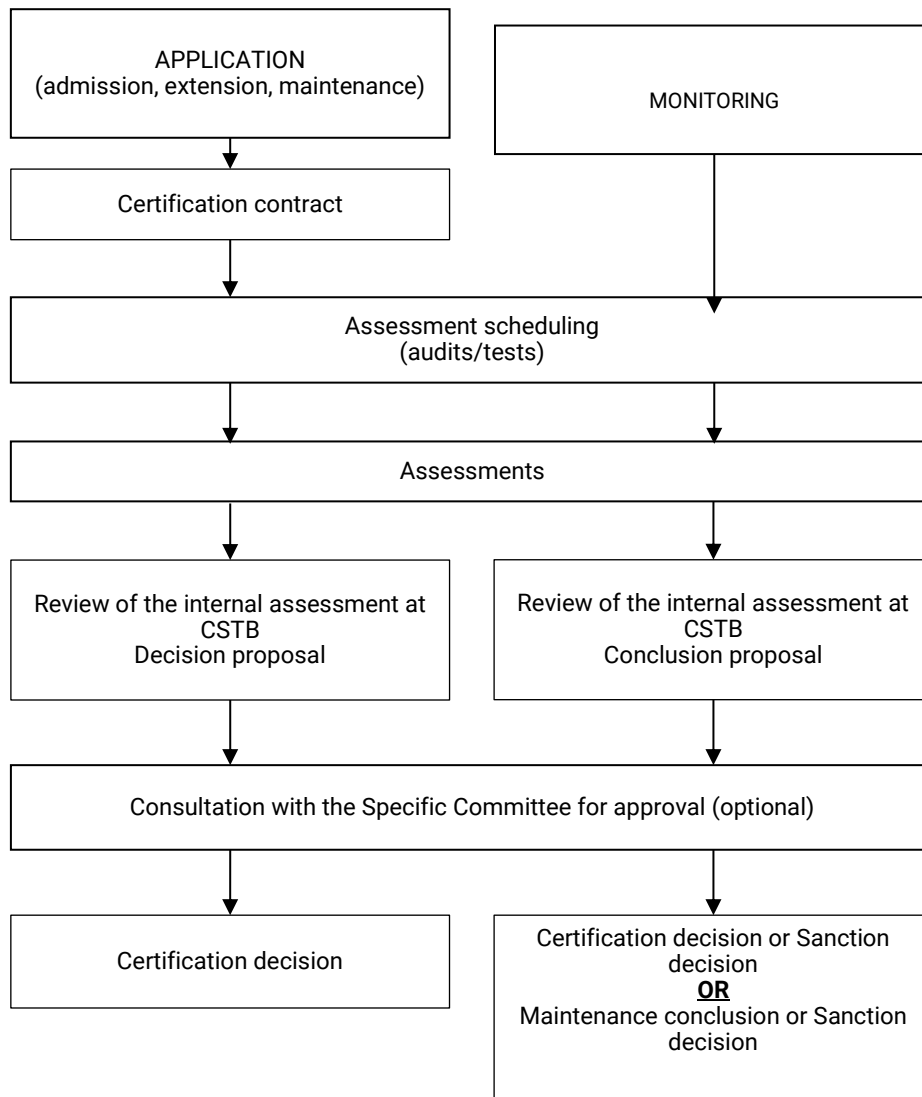 APPLICATION
(admission, extension, maintenance)
MONITORING
Certification contract
Assessment scheduling
(audits/tests)
Assessments
Review of the internal assessment at
CSTB
Decision proposal
Review of the internal assessment at
CSTB
Conclusion proposal
Consultation with the Specific Committee for approval (optional)
Certification decision
Certification decision or Sanction
decision
OR
Maintenance conclusion or Sanction
decision